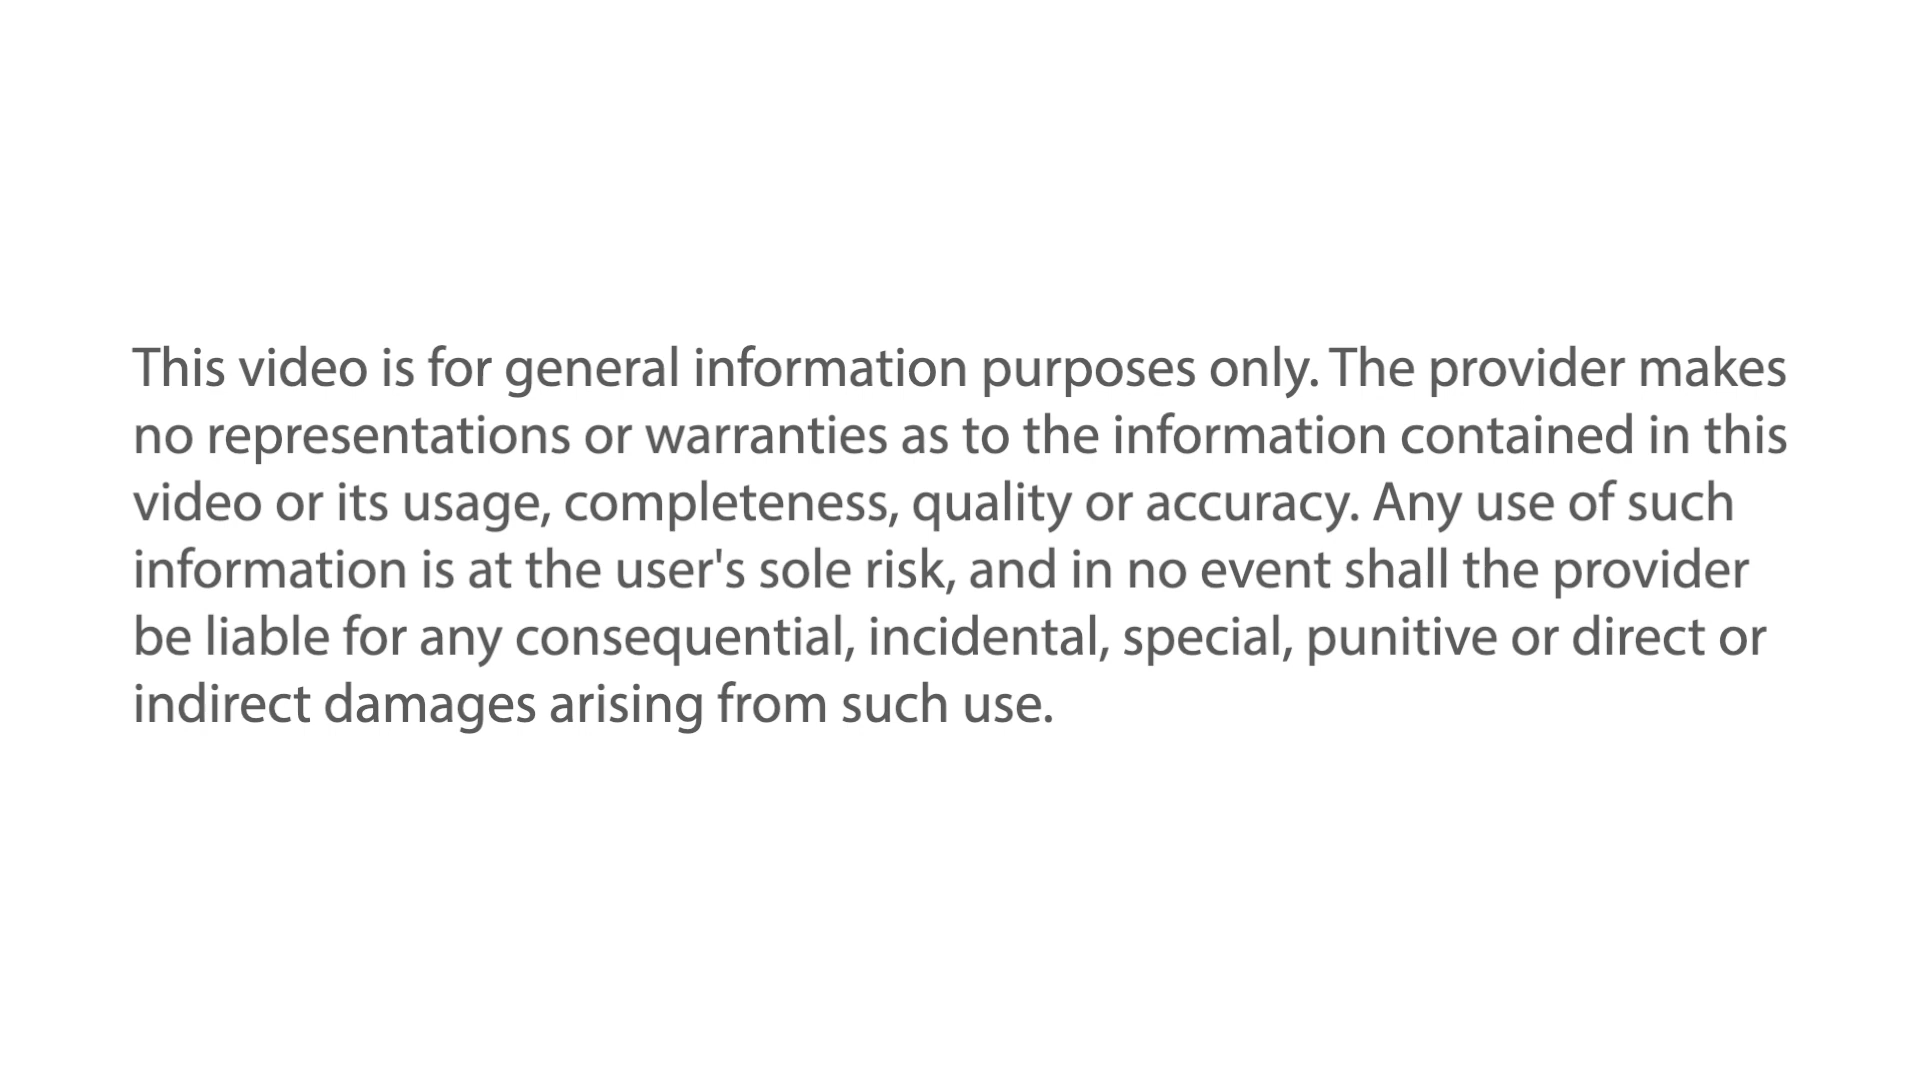 This video is for general information purposes only. The provider makes
no representations or warranties as to the information contained in this
video or its usage, completeness, quality or accuracy. Any use of such
information is at the user's sole risk, and in no event shall the provider
be liable for any consequential, incidental, special, punitive or direct or
indirect damages arising from such use.